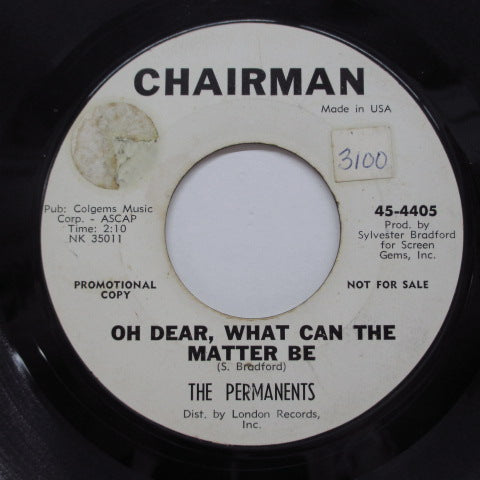 CHAIRMAN
Made in USA
3100
Pub: Colgems Music
Corp. - ASCAP
Time: 2:10
NK 35011
45-4405
Prod. by
Sylvester Bradford
for Screen
Gems, Inc.
PROMOTIONAL
COPY
NOT FOR SALE
OH DEAR, WHAT CAN THE
MATTER BE
(S. Bradford)
THE PERMANENTS
Dist. by London Records,
Inc.